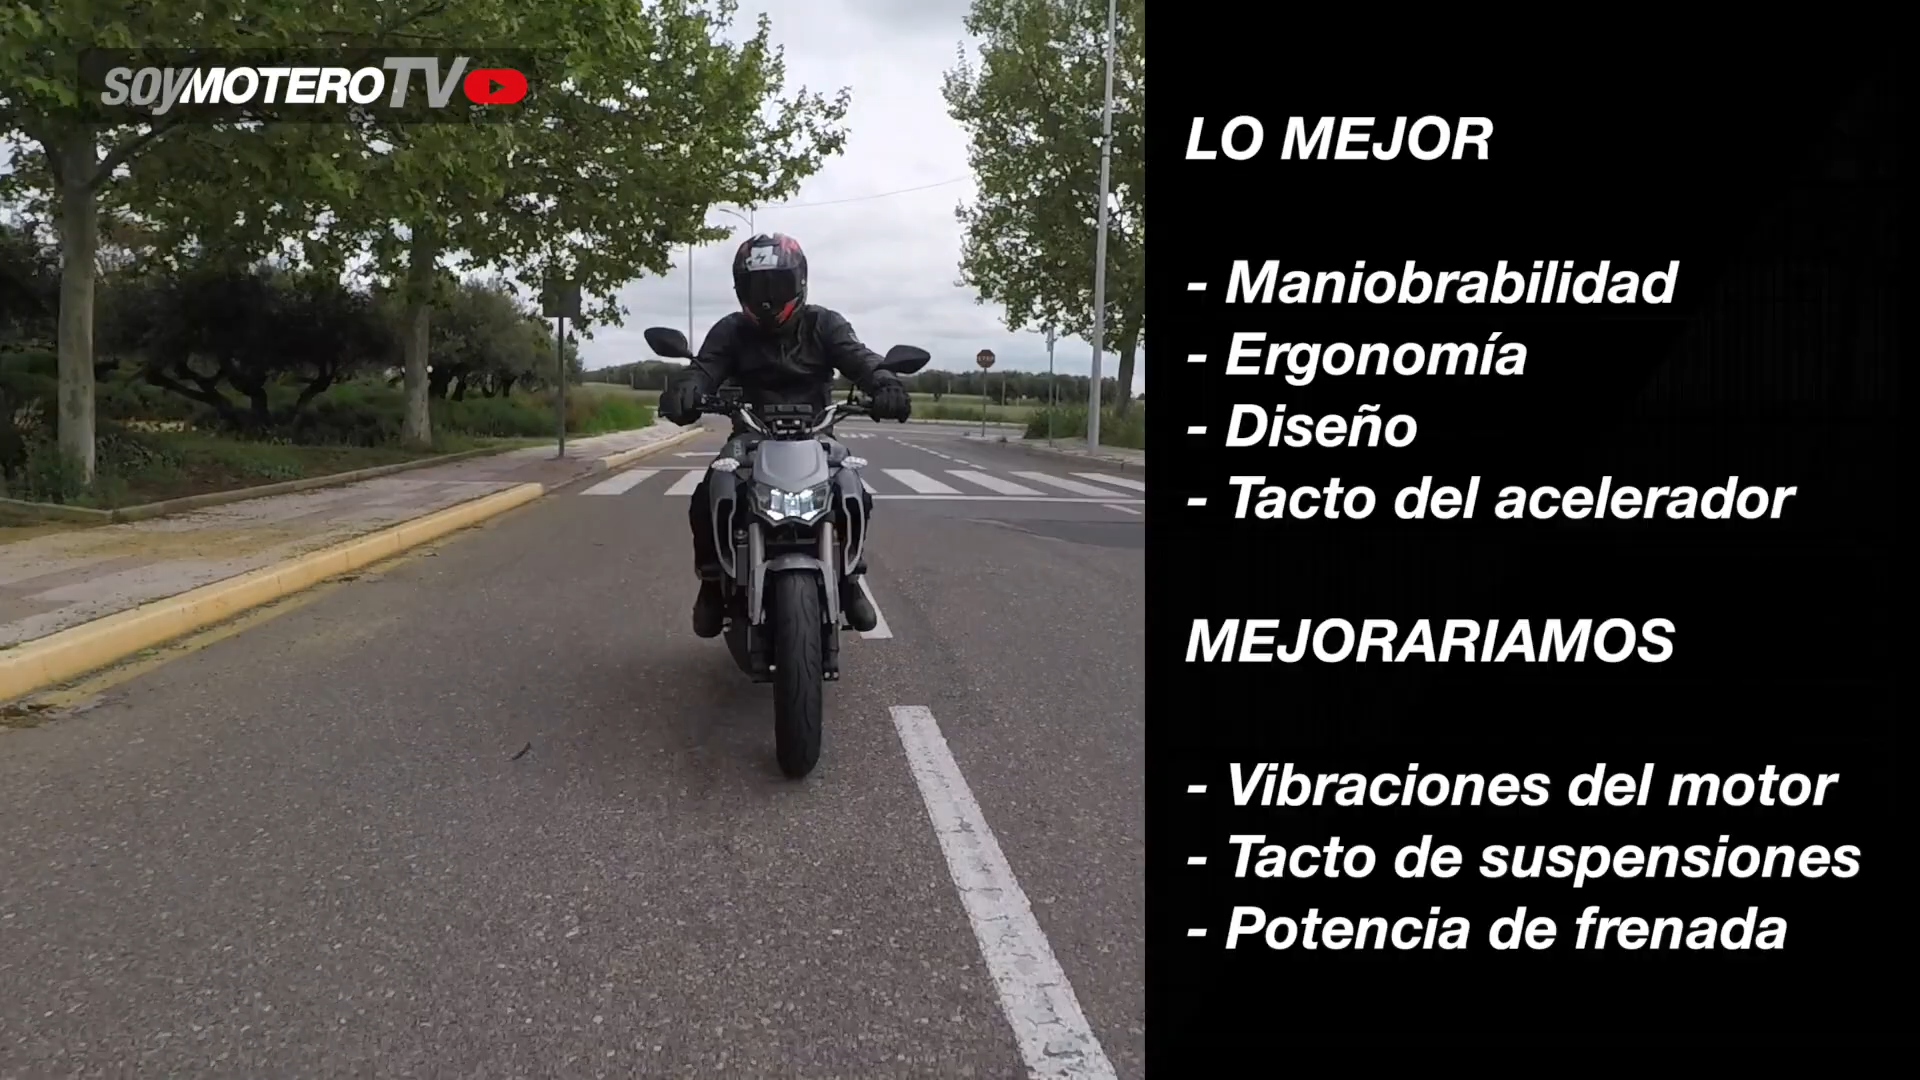 SOYMOTEROTV
LO MEJOR
- Maniobrabilidad
- Ergonomía
- Diseño
- Tacto del acelerador
STOP
MEJORARIAMOS
- Vibraciones del motor
- Tacto de suspensiones
- Potencia de frenada